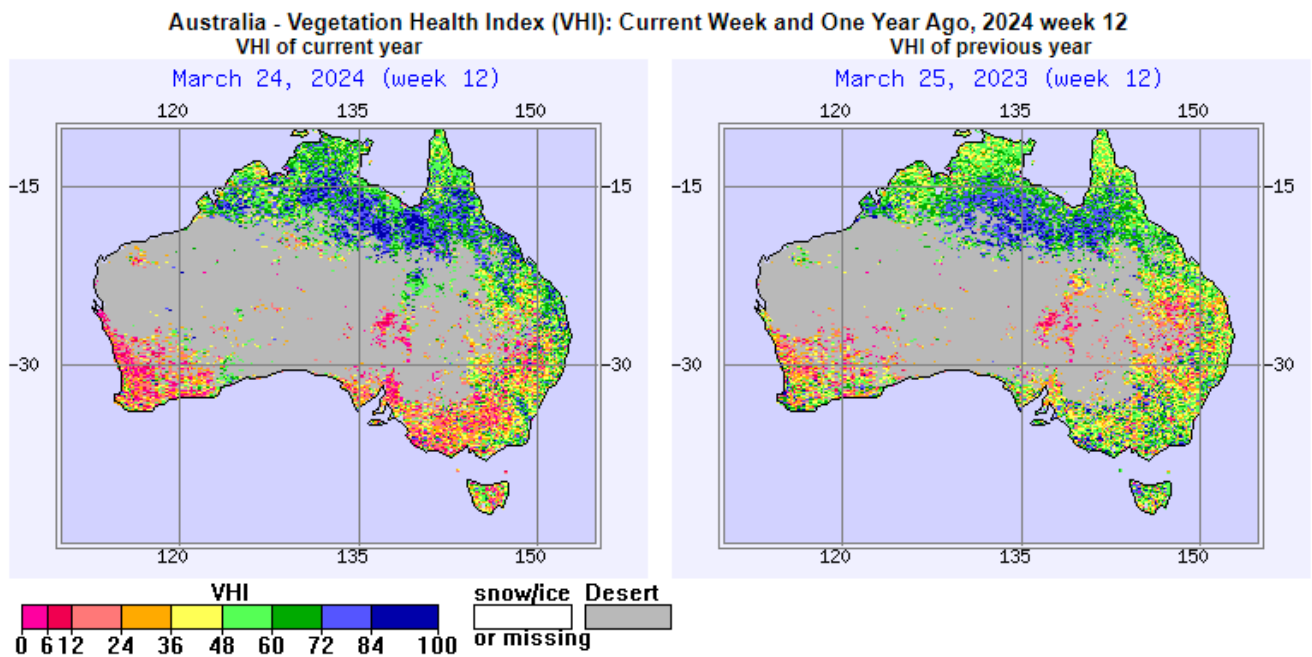 Australia - Vegetation Health Index (VHI): Current Week and One Year Ago, 2024 week 12
VHI of current year
VHI of previous year
March 24, 2024 (week 12)
March 25, 2023 (week 12)
120 135 150
120 135 150
-15 -15
-15
-30 -30
-30
120 135 150
120 135 150
VHI
snow/ice Desert
or missing
0 6 12 24 36 48 60 72 84 100